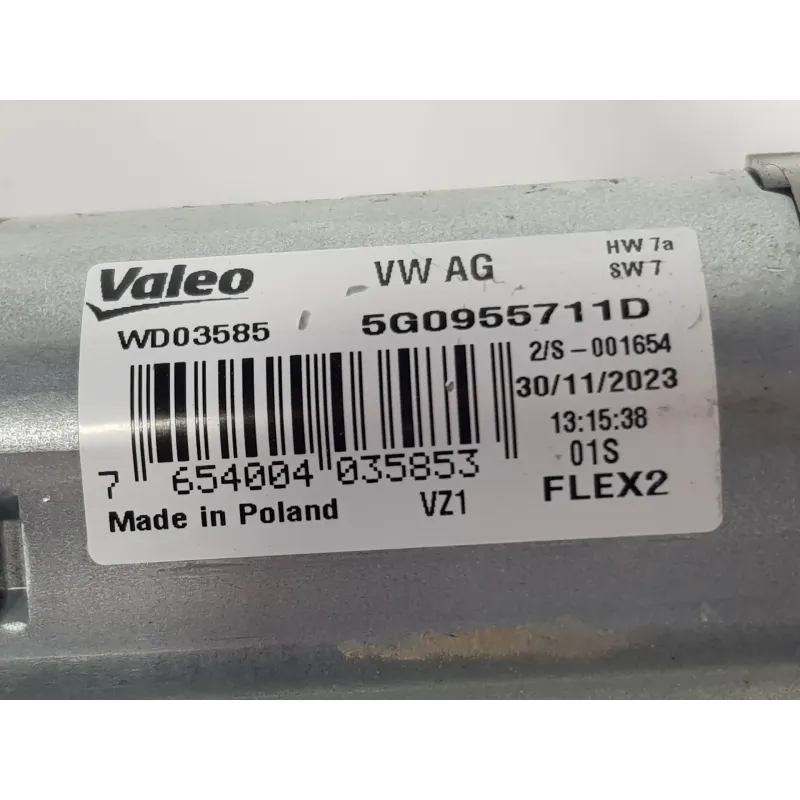 Valeo
VW AG
HW 7a
SW 7
WD03585
5G0955711D
2/S-001654
30/11/2023
13:15:38
01S
FLEX2
7 654004 035853
Made in Poland
VZ1